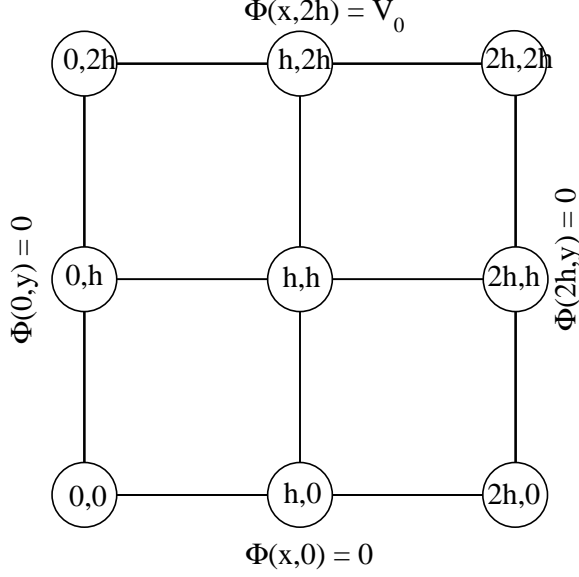 Φ(x,2h) = V₀
0,2h
h,2h
2h,2h
Φ(0,y) = 0
0,h
h,h
2h,h
Φ(2h,y) = 0
0,0
h,0
2h,0
Φ(x,0) = 0